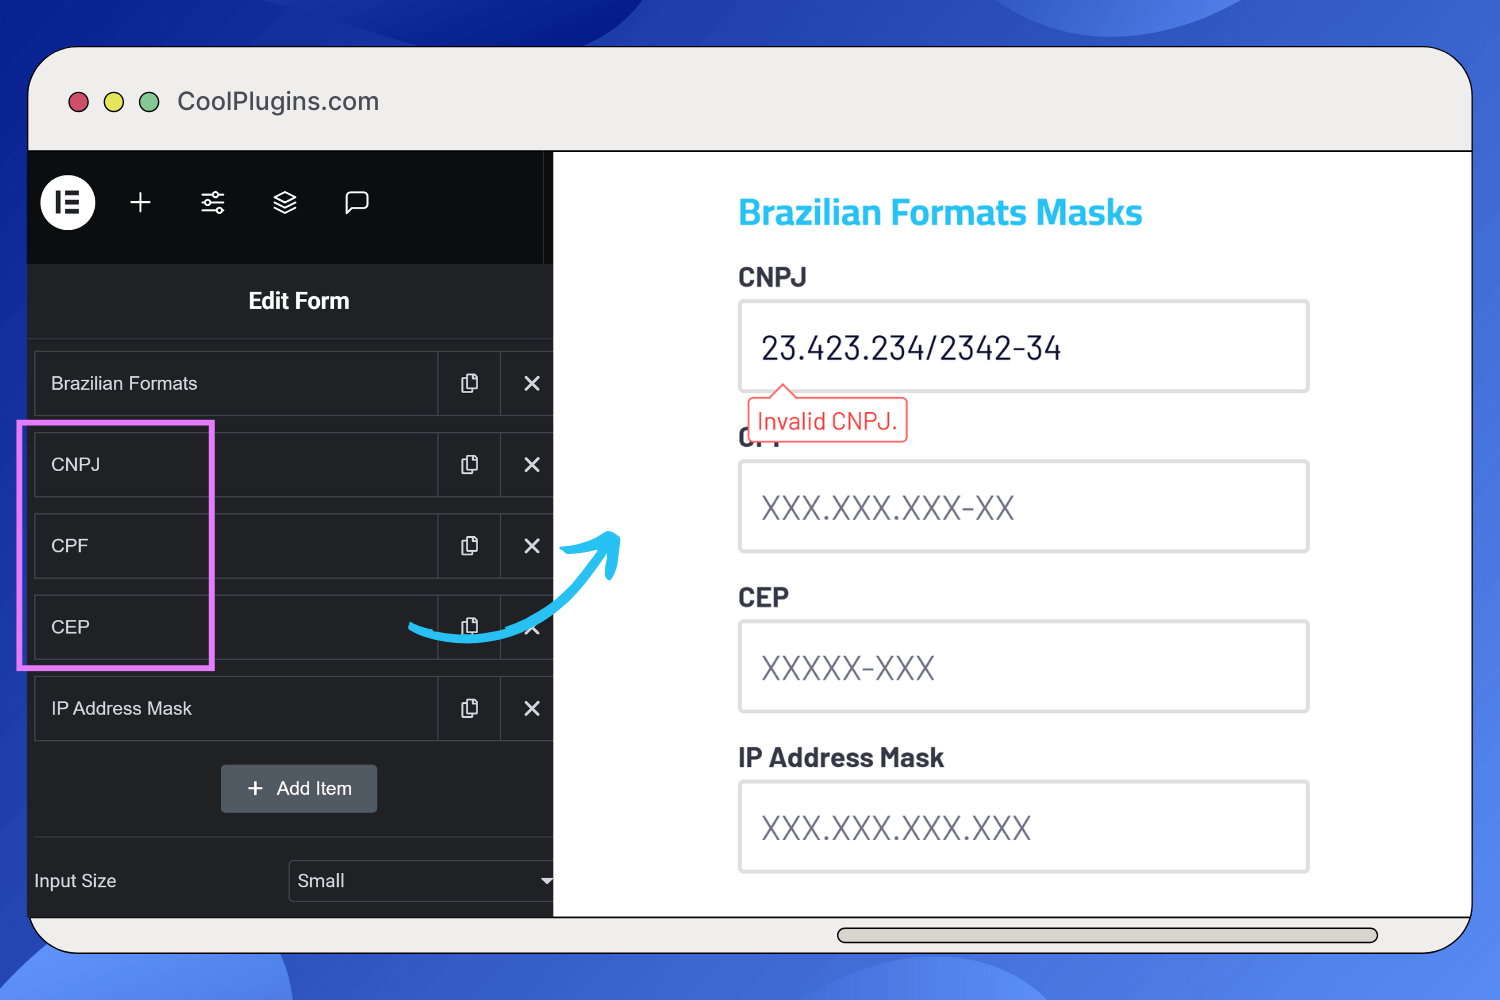 CoolPlugins.com
Edit Form
Brazilian Formats
CNPJ
CPF
CEP
IP Address Mask
+ Add Item
Input Size
Small
Brazilian Formats Masks
CNPJ
23.423.234/2342-34
Invalid CNPJ.
XXX.XXX.XXX-XX
CEP
XXXXX-XXX
IP Address Mask
XXX.XXX.XXX.XXX